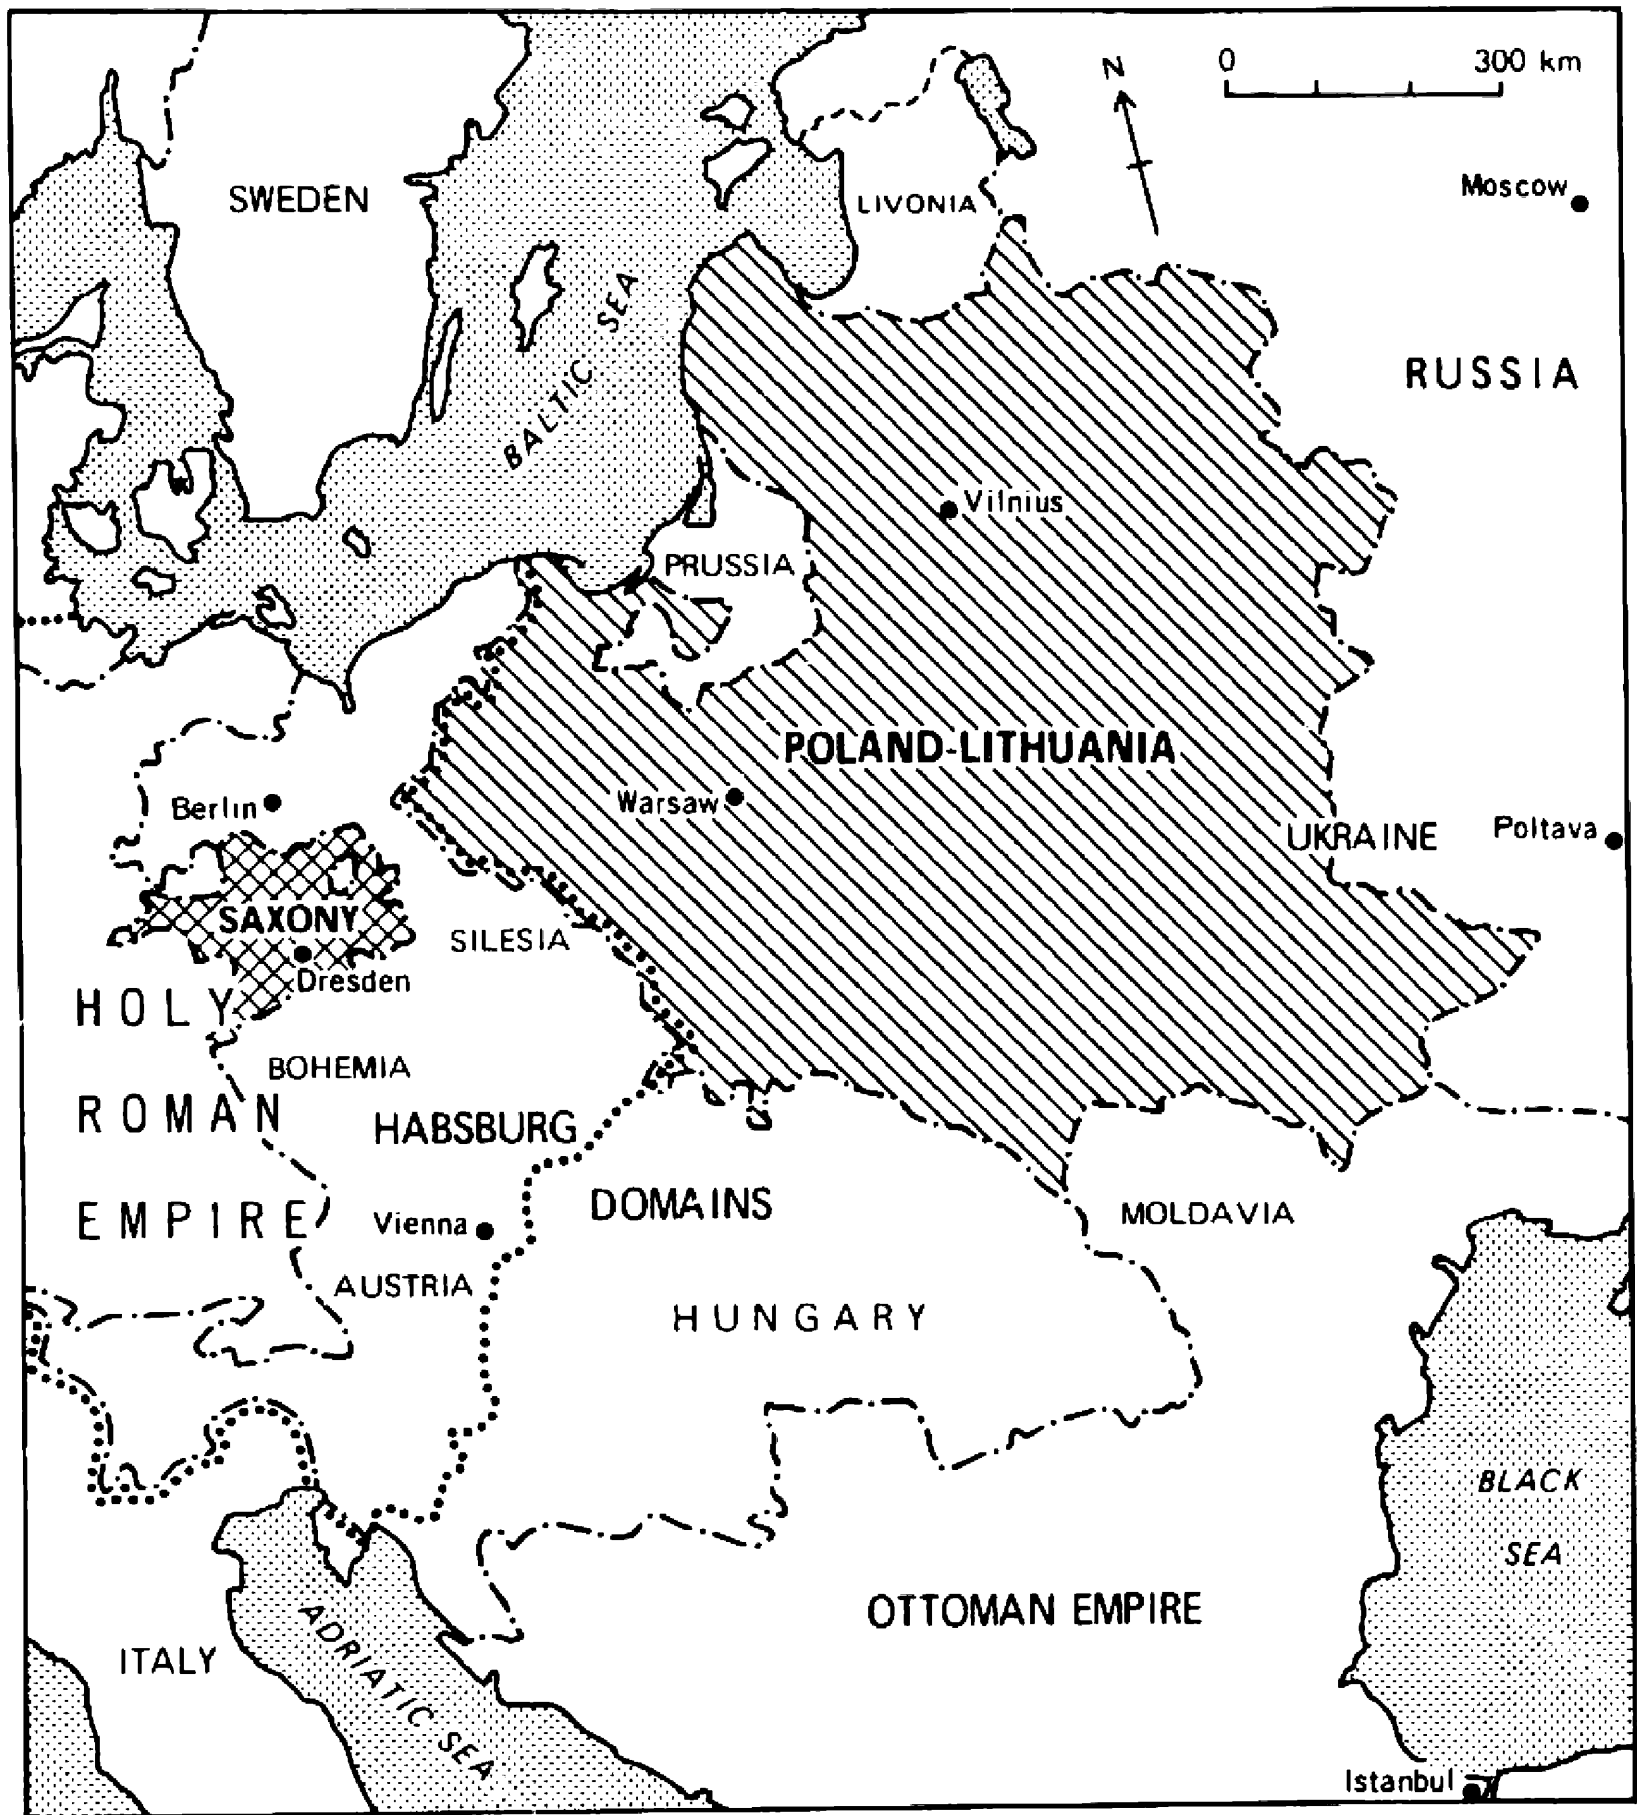 N
0 300 km
Moscow
SWEDEN
LIVONIA
BALTIC SEA
RUSSIA
Vilnius
PRUSSIA
POLAND-LITHUANIA
Warsaw
Berlin
UKRAINE
Poltava
SAXONY
SILESIA
Dresden
HOLY
BOHEMIA
ROMAN
HABSBURG
EMPIRE
DOMAINS
Vienna
MOLDAVIA
AUSTRIA
HUNGARY
BLACK
SEA
OTTOMAN EMPIRE
ITALY
ADRIATIC SEA
Istanbul